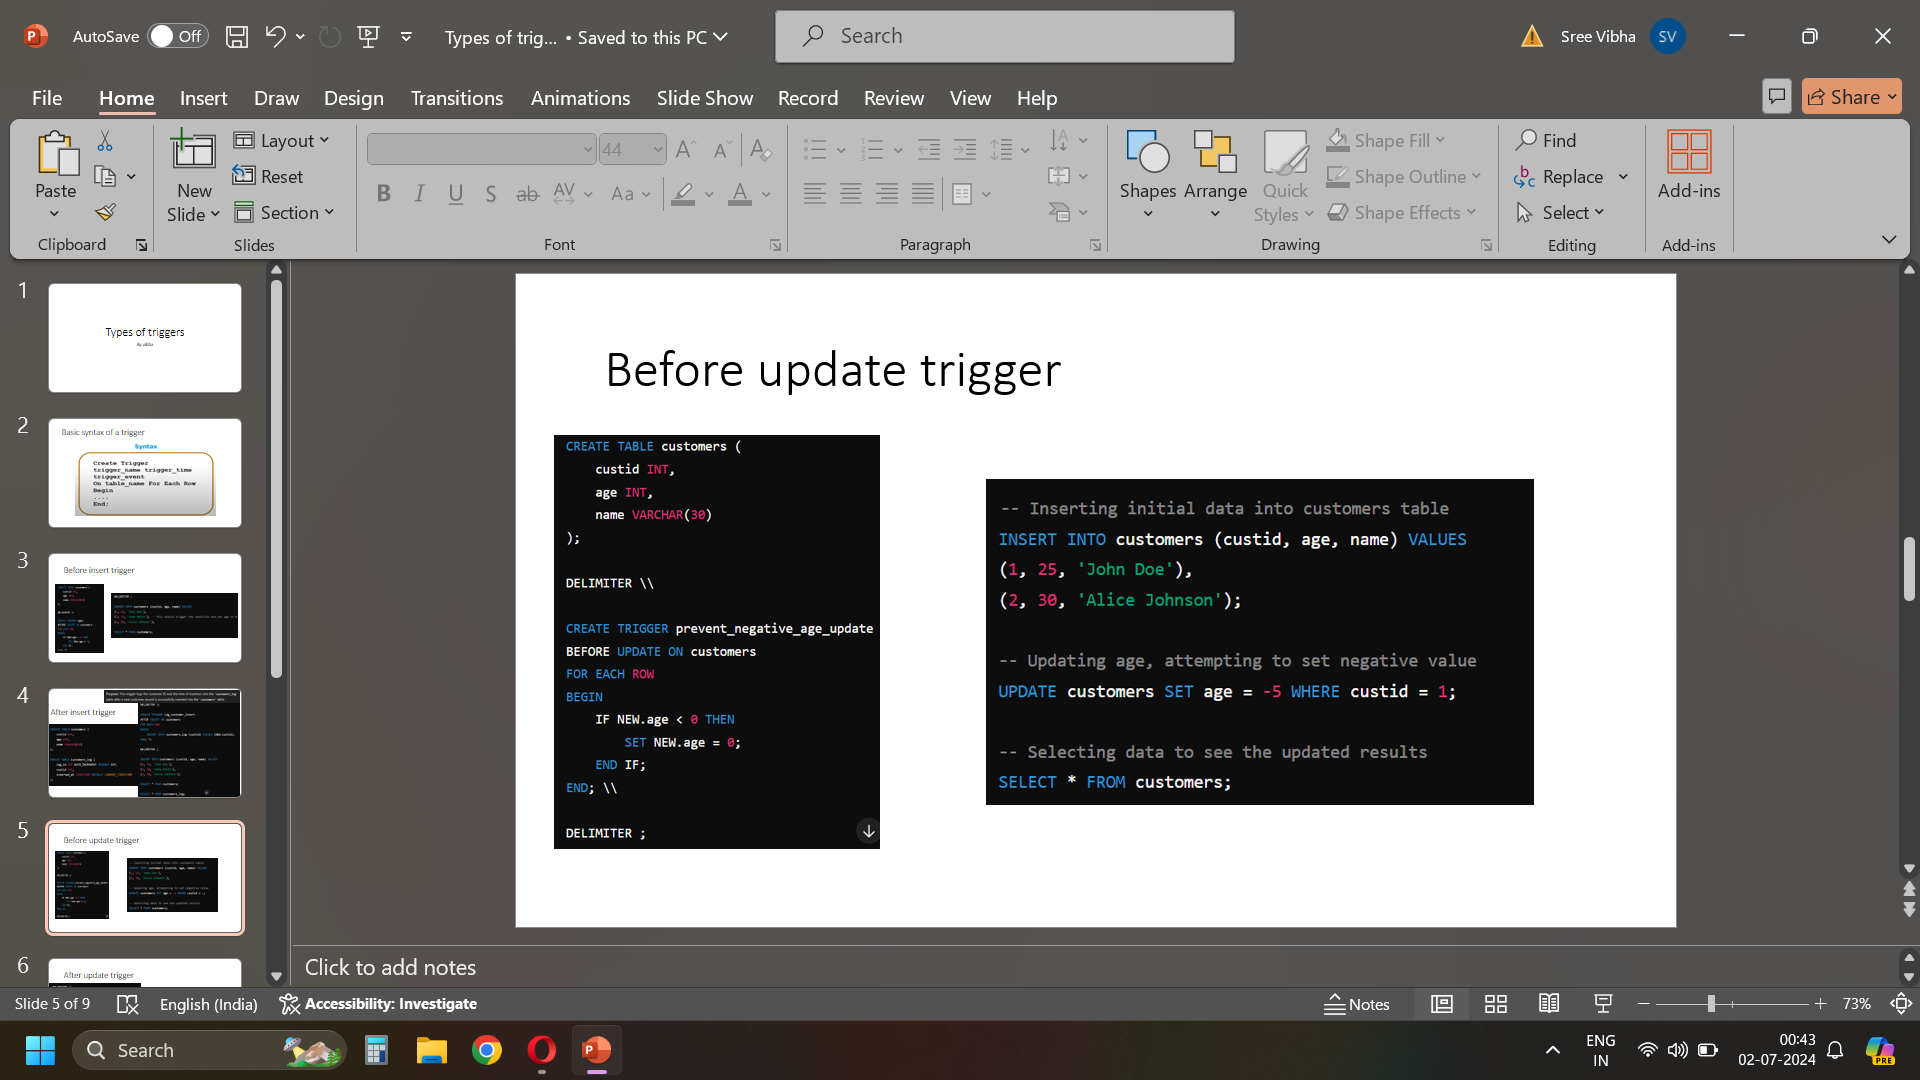 AutoSave Off
Types of trig... • Saved to this PC
Search
Sree Vibha
SV
File Home Insert Draw Design Transitions Animations Slide Show Record Review View Help
Share
Paste
New Slide
Layout
Reset
Section
44
B I U S ab AV Aa A
Shapes Arrange Quick Styles
Shape Fill
Shape Outline
Shape Effects
Find
Replace
Select
Add-ins
Clipboard Slides Font Paragraph Drawing Editing Add-ins
1
Types of triggers
By vibha
2
Basic syntax of a trigger
Syntax
Create Trigger
trigger_name trigger_time
trigger_event
On table_name For Each Row
Begin
....
End;
3
Before insert trigger
4
After insert trigger
5
Before update trigger
6
After update trigger
Before update trigger
CREATE TABLE customers (
custid INT,
age INT,
name VARCHAR(30)
);
DELIMITER \\
CREATE TRIGGER prevent_negative_age_update
BEFORE UPDATE ON customers
FOR EACH ROW
BEGIN
IF NEW.age < 0 THEN
SET NEW.age = 0;
END IF;
END; \\
DELIMITER ;
-- Inserting initial data into customers table
INSERT INTO customers (custid, age, name) VALUES
(1, 25, 'John Doe'),
(2, 30, 'Alice Johnson');
-- Updating age, attempting to set negative value
UPDATE customers SET age = -5 WHERE custid = 1;
-- Selecting data to see the updated results
SELECT * FROM customers;
Click to add notes
Slide 5 of 9 English (India) Accessibility: Investigate Notes 73%
Search
ENG
IN
00:43
02-07-2024
PRE